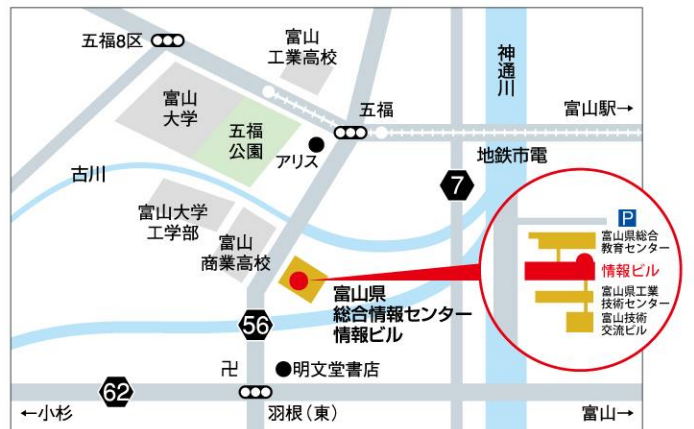 五福8区
富山
工業高校
神通川
富山
大学
五福
富山駅→
五福
公園
アリス
地鉄市電
古川
7
P
富山大学
工学部
富山県総合
教育センター
富山
商業高校
情報ビル
富山県
総合情報センター
情報ビル
富山県工業
技術センター
富山技術
交流ビル
56
卍
明文堂書店
62
←小杉
羽根(東)
富山→